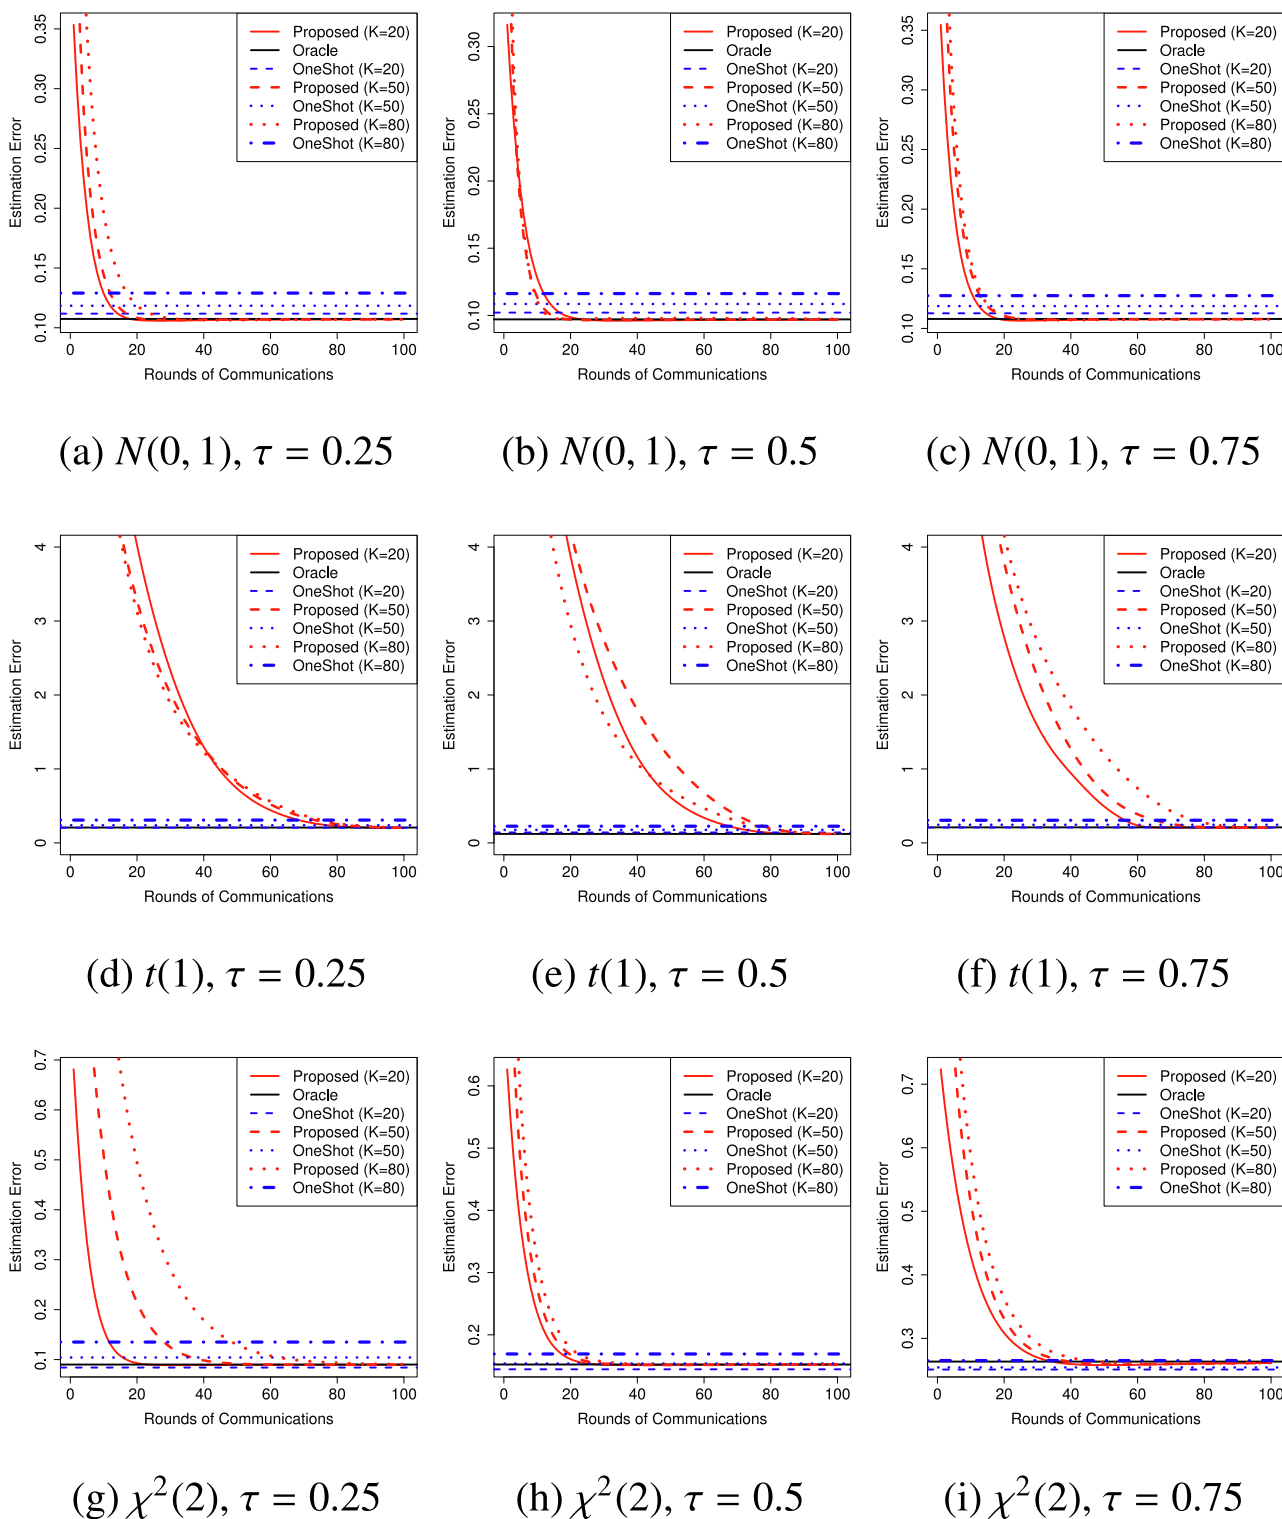 Proposed (K=20)
Oracle
OneShot (K=20)
Proposed (K=50)
OneShot (K=50)
Proposed (K=80)
OneShot (K=80)
Estimation Error
0.35
0.30
0.25
0.20
0.15
0.10
0 20 40 60 80 100
Rounds of Communications
(a) N(0, 1), τ = 0.25
Proposed (K=20)
Oracle
OneShot (K=20)
Proposed (K=50)
OneShot (K=50)
Proposed (K=80)
OneShot (K=80)
Estimation Error
0.30
0.25
0.20
0.15
0.10
0 20 40 60 80 100
Rounds of Communications
(b) N(0, 1), τ = 0.5
Proposed (K=20)
Oracle
OneShot (K=20)
Proposed (K=50)
OneShot (K=50)
Proposed (K=80)
OneShot (K=80)
Estimation Error
0.35
0.30
0.25
0.20
0.15
0.10
0 20 40 60 80 100
Rounds of Communications
(c) N(0, 1), τ = 0.75
Proposed (K=20)
Oracle
OneShot (K=20)
Proposed (K=50)
OneShot (K=50)
Proposed (K=80)
OneShot (K=80)
Estimation Error
4
3
2
1
0
0 20 40 60 80 100
Rounds of Communications
(d) t(1), τ = 0.25
Proposed (K=20)
Oracle
OneShot (K=20)
Proposed (K=50)
OneShot (K=50)
Proposed (K=80)
OneShot (K=80)
Estimation Error
4
3
2
1
0
0 20 40 60 80 100
Rounds of Communications
(e) t(1), τ = 0.5
Proposed (K=20)
Oracle
OneShot (K=20)
Proposed (K=50)
OneShot (K=50)
Proposed (K=80)
OneShot (K=80)
Estimation Error
4
3
2
1
0
0 20 40 60 80 100
Rounds of Communications
(f) t(1), τ = 0.75
Proposed (K=20)
Oracle
OneShot (K=20)
Proposed (K=50)
OneShot (K=50)
Proposed (K=80)
OneShot (K=80)
Estimation Error
0.7
0.6
0.5
0.4
0.3
0.2
0.1
0 20 40 60 80 100
Rounds of Communications
(g) χ²(2), τ = 0.25
Proposed (K=20)
Oracle
OneShot (K=20)
Proposed (K=50)
OneShot (K=50)
Proposed (K=80)
OneShot (K=80)
Estimation Error
0.6
0.5
0.4
0.3
0.2
0 20 40 60 80 100
Rounds of Communications
(h) χ²(2), τ = 0.5
Proposed (K=20)
Oracle
OneShot (K=20)
Proposed (K=50)
OneShot (K=50)
Proposed (K=80)
OneShot (K=80)
Estimation Error
0.7
0.6
0.5
0.4
0.3
0 20 40 60 80 100
Rounds of Communications
(i) χ²(2), τ = 0.75